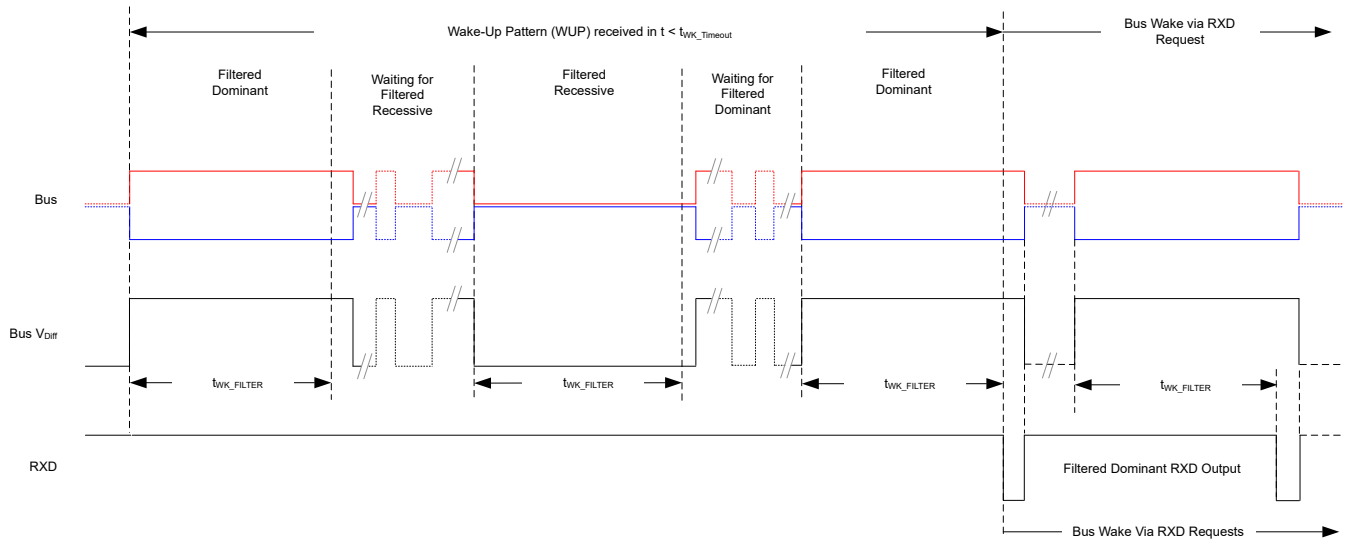 Wake-Up Pattern (WUP) received in t < tWK_Timeout
Bus Wake via RXD
Request
Filtered
Dominant
Waiting for
Filtered
Recessive
Filtered
Recessive
Waiting for
Filtered
Dominant
Filtered
Dominant
Bus
Bus VDiff
tWK_FILTER
tWK_FILTER
tWK_FILTER
tWK_FILTER
RXD
Filtered Dominant RXD Output
Bus Wake Via RXD Requests